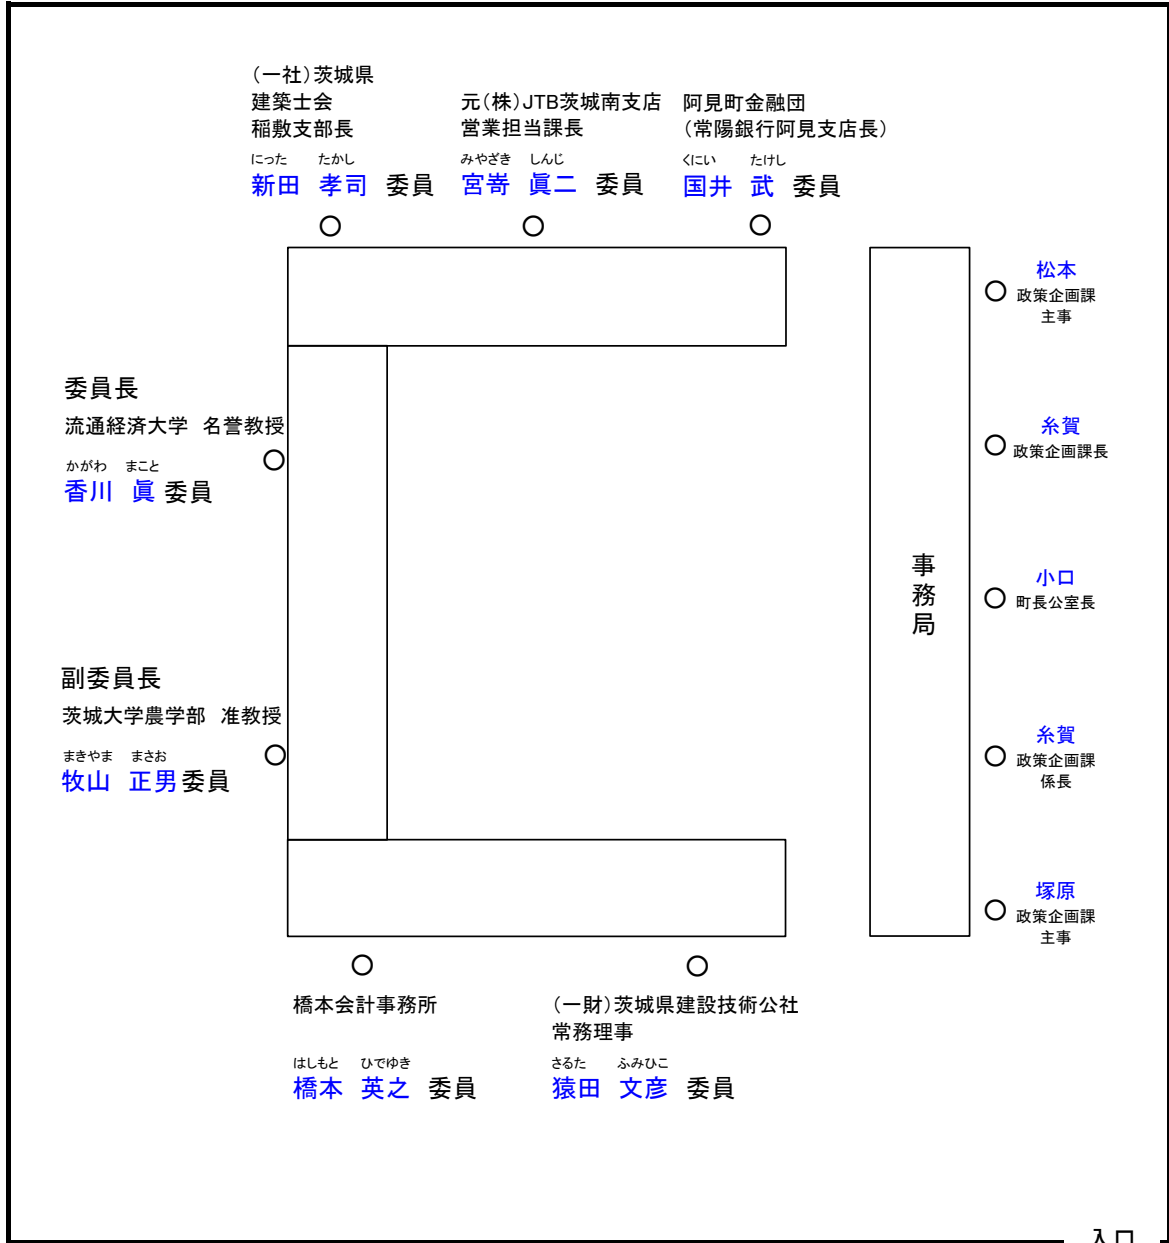 （一社）茨城県
建築士会
稲敷支部長
にった たかし
新田 孝司 委員
元（株）JTB茨城南支店
営業担当課長
みやざき しんじ
宮嵜 眞二 委員
阿見町金融団
（常陽銀行阿見支店長）
くにい たけし
国井 武 委員
委員長
流通経済大学 名誉教授
かがわ まこと
香川 眞 委員
副委員長
茨城大学農学部 准教授
まきやま まさお
牧山 正男委員
橋本会計事務所
はしもと ひでゆき
橋本 英之 委員
（一財）茨城県建設技術公社
常務理事
さるた ふみひこ
猿田 文彦 委員
事務局
松本
政策企画課
主事
糸賀
政策企画課長
小口
町長公室長
糸賀
政策企画課
係長
塚原
政策企画課
主事
入口